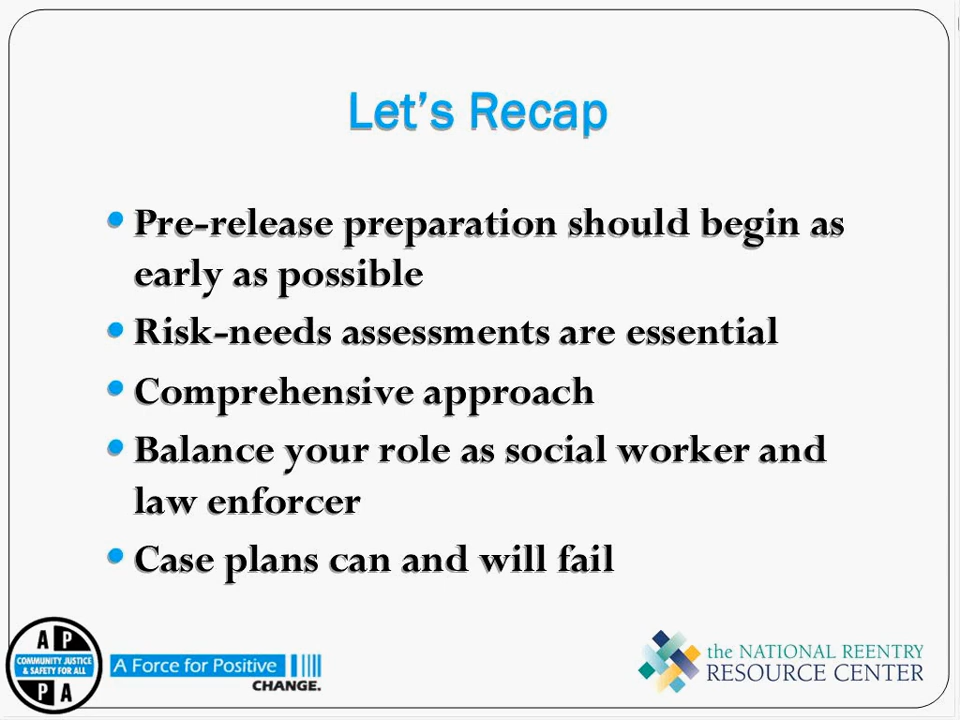 Let's Recap
Pre-release preparation should begin as
early as possible
Risk-needs assessments are essential
Comprehensive approach
Balance your role as social worker and
law enforcer
Case plans can and will fail
A P
COMMUNITY JUSTICE
& SAFETY FOR ALL
P A
A Force for Positive
CHANGE.
the NATIONAL REENTRY
RESOURCE CENTER